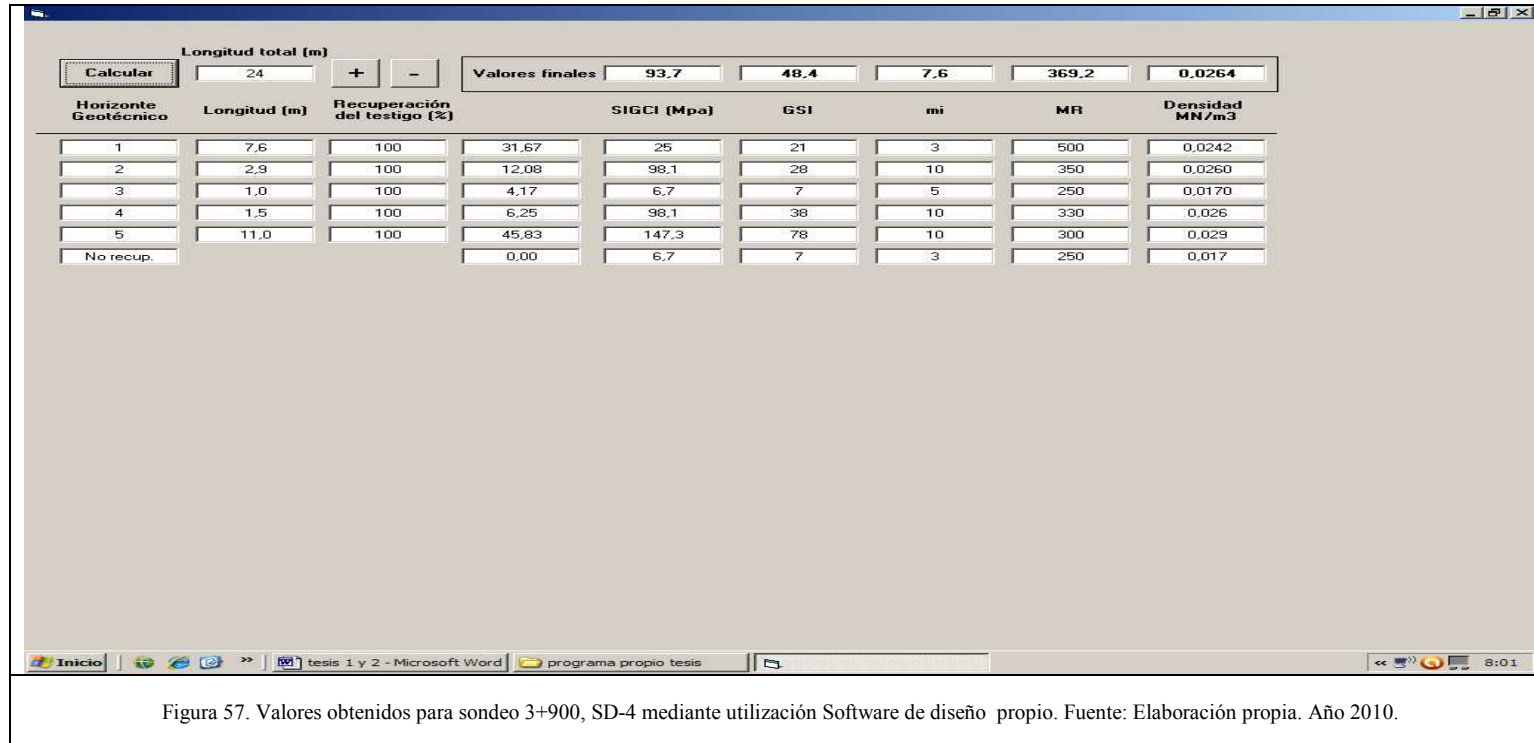 Longitud total (m)
Calcular 24 + - Valores finales 93,7 48,4 7,6 369,2 0,0264
Horizonte Geotécnico Longitud (m) Recuperación del testigo (%) SIGCI (Mpa) GSI mi MR Densidad MN/m3
1 7,6 100 31,67 25 21 3 500 0,0242
2 2,9 100 12,08 98,1 28 10 350 0,0260
3 1,0 100 4,17 6,7 7 5 250 0,0170
4 1,5 100 6,25 98,1 38 10 330 0,026
5 11,0 100 45,83 147,3 78 10 300 0,029
No recup. 0,00 6,7 7 3 250 0,017
Inicio » tesis 1 y 2 - Microsoft Word programa propio tesis « 8:01
Figura 57. Valores obtenidos para sondeo 3+900, SD-4 mediante utilización Software de diseño propio. Fuente: Elaboración propia. Año 2010.